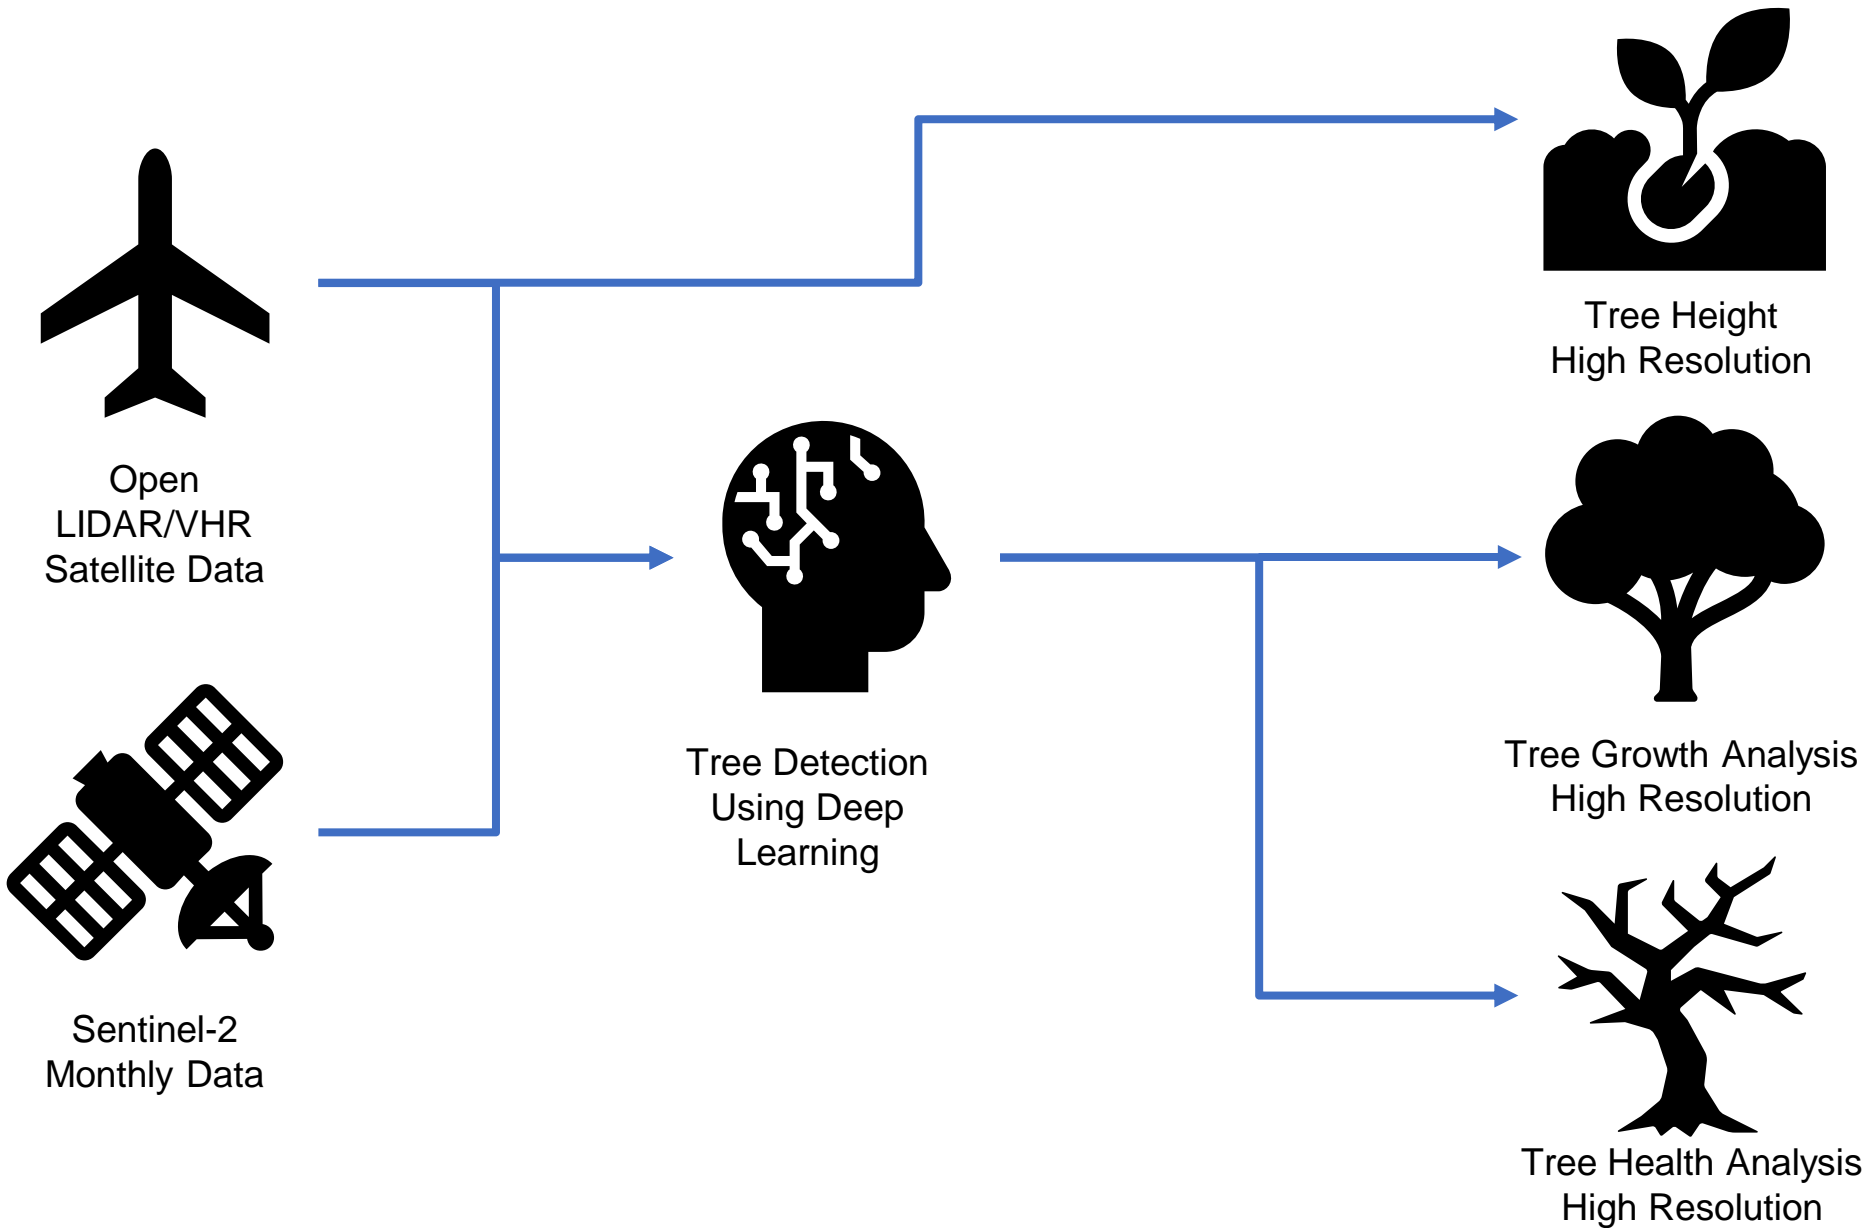 Open
LIDAR/VHR
Satellite Data
Sentinel-2
Monthly Data
Tree Detection
Using Deep
Learning
Tree Height
High Resolution
Tree Growth Analysis
High Resolution
Tree Health Analysis
High Resolution